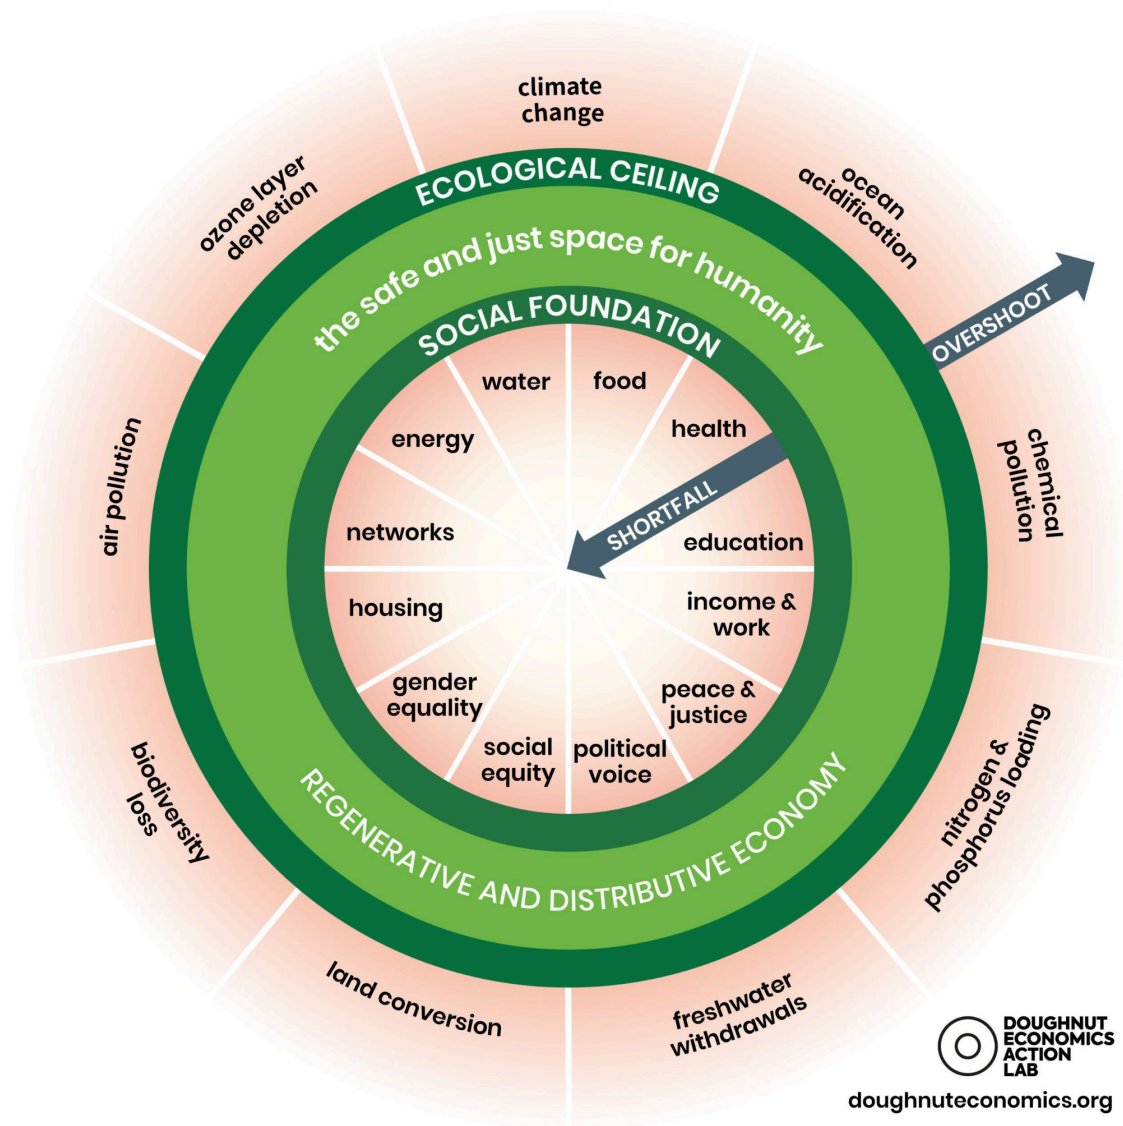 climate
change
ozone layer
depletion
ocean
acidification
ECOLOGICAL CEILING
the safe and just space for humanity
SOCIAL FOUNDATION
OVERSHOOT
water
food
energy
health
air pollution
chemical
pollution
SHORTFALL
networks
education
housing
income &
work
gender
equality
peace &
justice
social
equity
political
voice
biodiversity
loss
nitrogen &
phosphorus loading
REGENERATIVE AND DISTRIBUTIVE ECONOMY
land conversion
freshwater
withdrawals
DOUGHNUT
ECONOMICS
ACTION
LAB
doughnuteconomics.org